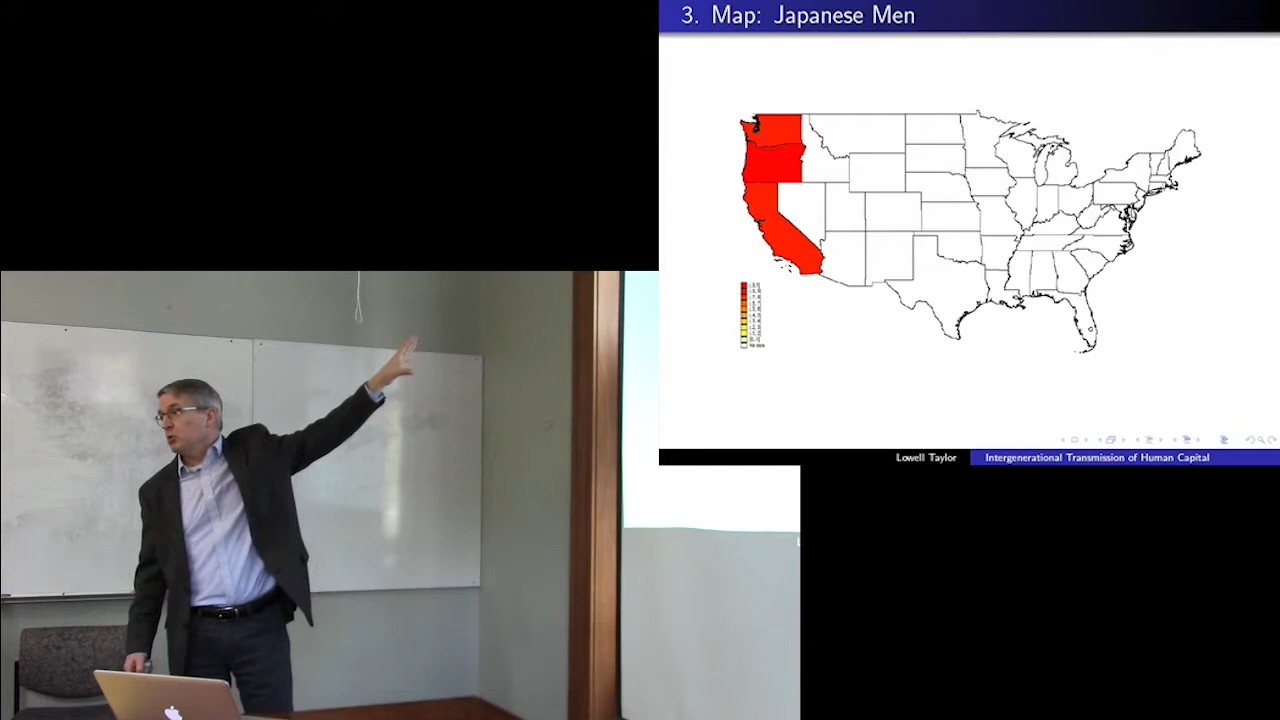 3. Map: Japanese Men
Lowell Taylor
Intergenerational Transmission of Human Capital